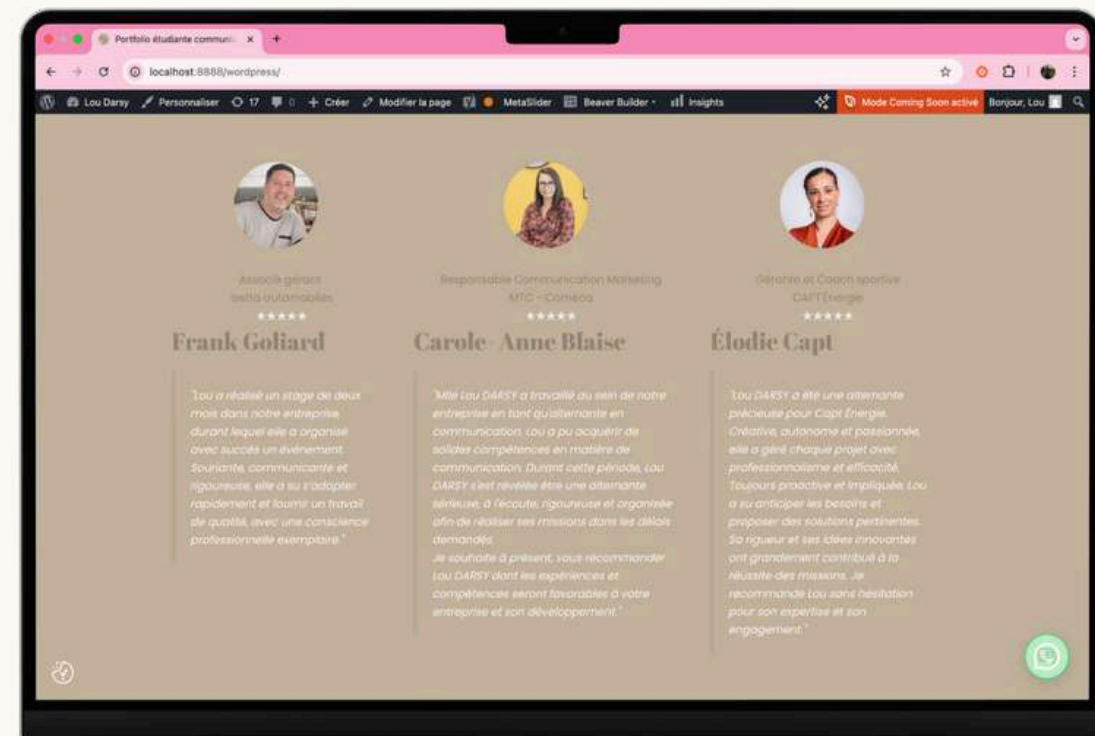 Portfolio étudiante communi
localhost:8888/wordpress/
Lou Darsy Personnaliser 17 0 Créer Modifier la page MetaSlider Beaver Builder Insights Mode Coming Soon activé Bonjour, Lou
Associé gérant
automobiles
★★★★★
Frank Goliard
"Lou a réalisé un stage de deux
mois dans notre entreprise
durant lequel elle a organisé
avec succès un événement.
Souriante, communicante et
rigoureuse, elle a su s'adapter
rapidement et fournir un travail
de qualité, avec une conscience
professionnelle exemplaire."
Responsable Communication Marketing
MTC - Coméca
★★★★★
Carole- Anne Blaise
"Mlle Lou DARSY a travaillé au sein de notre
entreprise en tant qu'alternante en
communication. Lou a pu acquérir de
solides compétences en matière de
communication. Durant cette période, Lou
DARSY s'est révélée être une alternante
sérieuse, à l'écoute, rigoureuse et organisée
afin de réaliser ses missions dans les délais
demandés.
Je souhaite à présent, vous recommander
Lou DARSY dont les expériences et
compétences seront favorables à votre
entreprise et son développement."
Gérante et Coach sportive
CAPT'Énergie
★★★★★
Élodie Capt
"Lou DARSY a été une alternante
précieuse pour Capt Énergie.
Créative, autonome et passionnée,
elle a géré chaque projet avec
professionnalisme et efficacité.
Toujours proactive et impliquée, Lou
a su anticiper les besoins et
proposer des solutions pertinentes.
Sa rigueur et ses idées innovantes
ont grandement contribué à la
réussite des missions. Je
recommande Lou sans hésitation
pour son expertise et son
engagement."